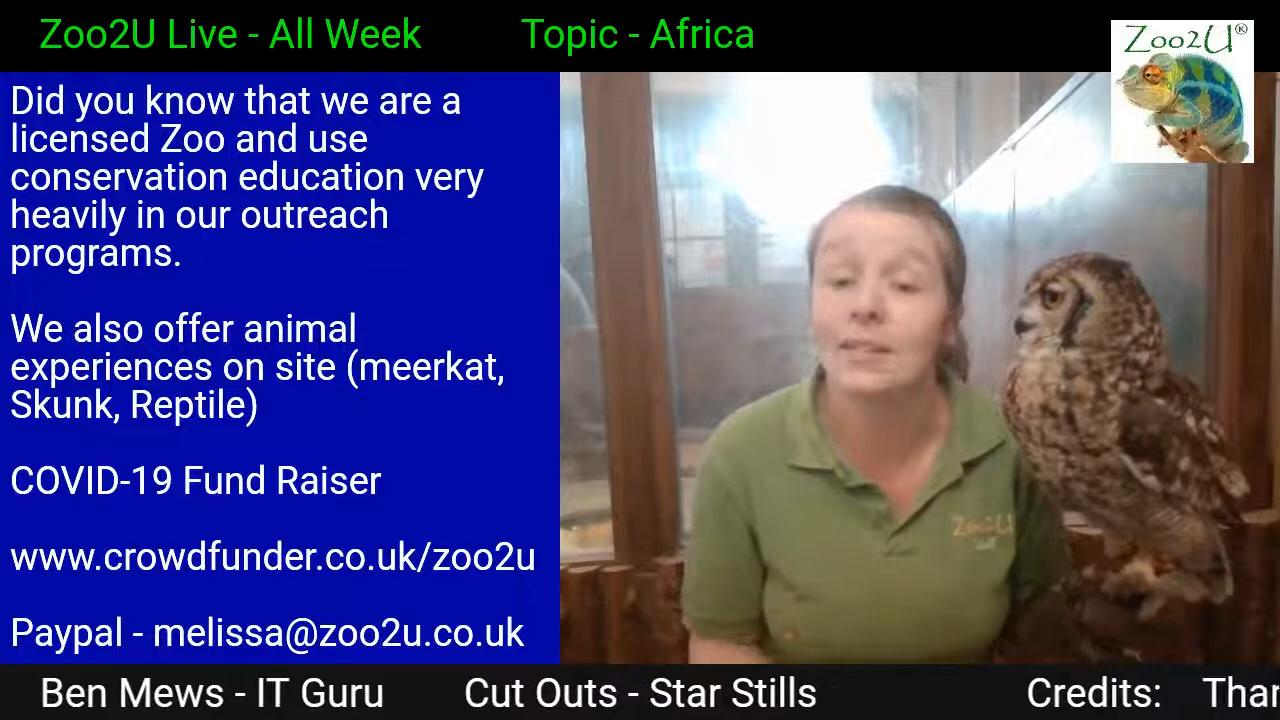 Zoo2U Live - All Week Topic - Africa
Zoo2U®
Did you know that we are a
licensed Zoo and use
conservation education very
heavily in our outreach
programs.
We also offer animal
experiences on site (meerkat,
Skunk, Reptile)
COVID-19 Fund Raiser
www.crowdfunder.co.uk/zoo2u
Paypal - melissa@zoo2u.co.uk
Zoo2U
Ben Mews - IT Guru Cut Outs - Star Stills Credits: